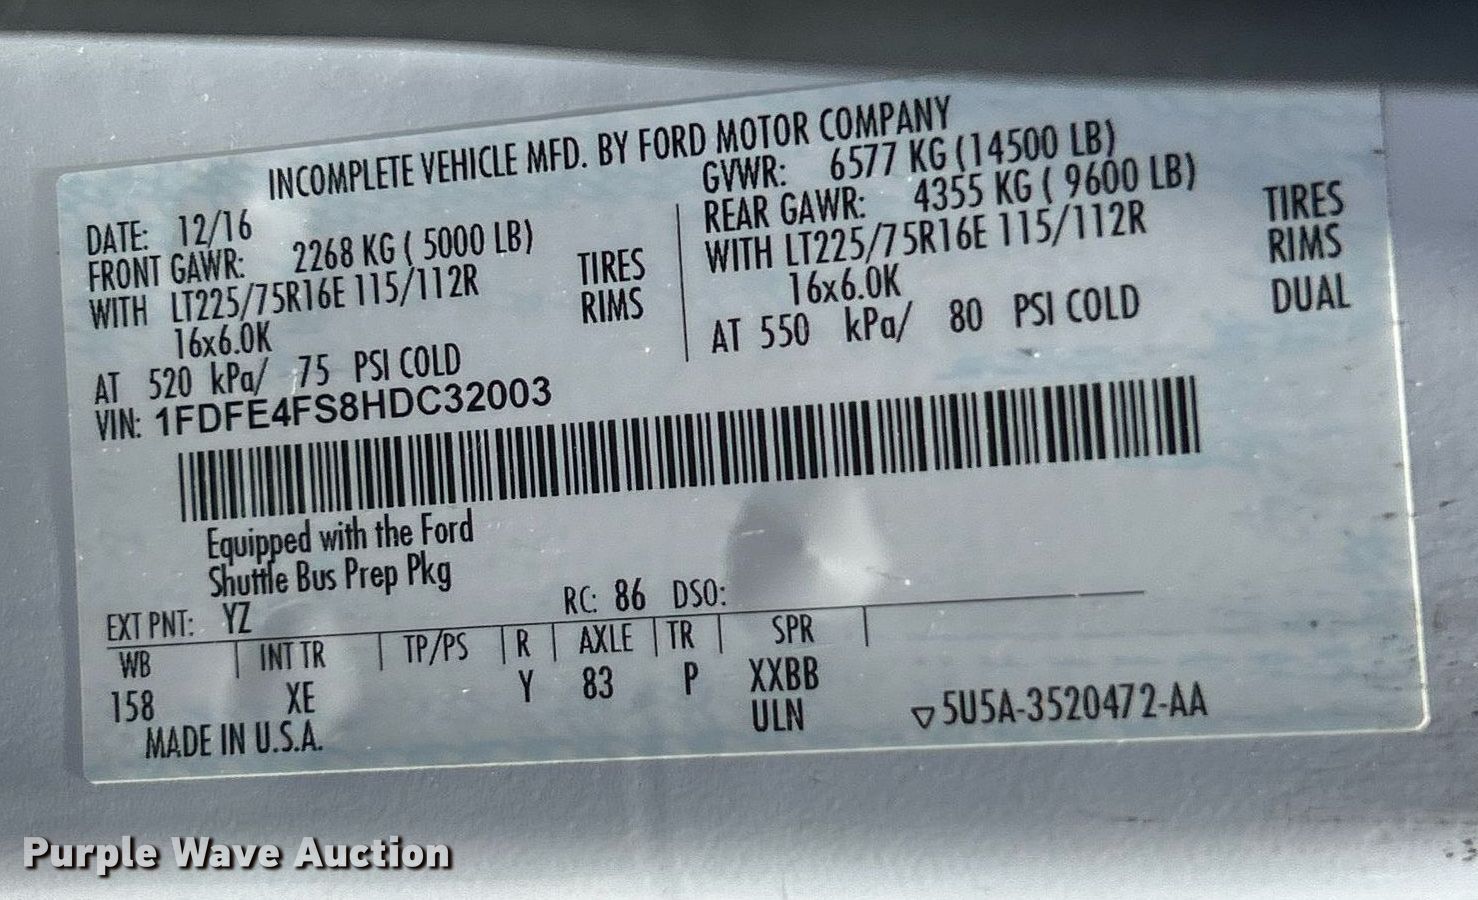 INCOMPLETE VEHICLE MFD. BY FORD MOTOR COMPANY
DATE: 12/16
GVWR: 6577 KG (14500 LB)
FRONT GAWR: 2268 KG ( 5000 LB)
REAR GAWR: 4355 KG ( 9600 LB)
WITH LT225/75R16E 115/112R TIRES
WITH LT225/75R16E 115/112R TIRES
16x6.0K RIMS
16x6.0K RIMS
AT 520 kPa/ 75 PSI COLD
AT 550 kPa/ 80 PSI COLD DUAL
VIN: 1FDFE4FS8HDC32003
Equipped with the Ford
Shuttle Bus Prep Pkg
EXT PNT: YZ RC: 86 DSO:
WB | INT TR | TP/PS | R | AXLE | TR | SPR |
158 XE Y 83 P XXBB
ULN
MADE IN U.S.A.
▽5U5A-3520472-AA
Purple Wave Auction